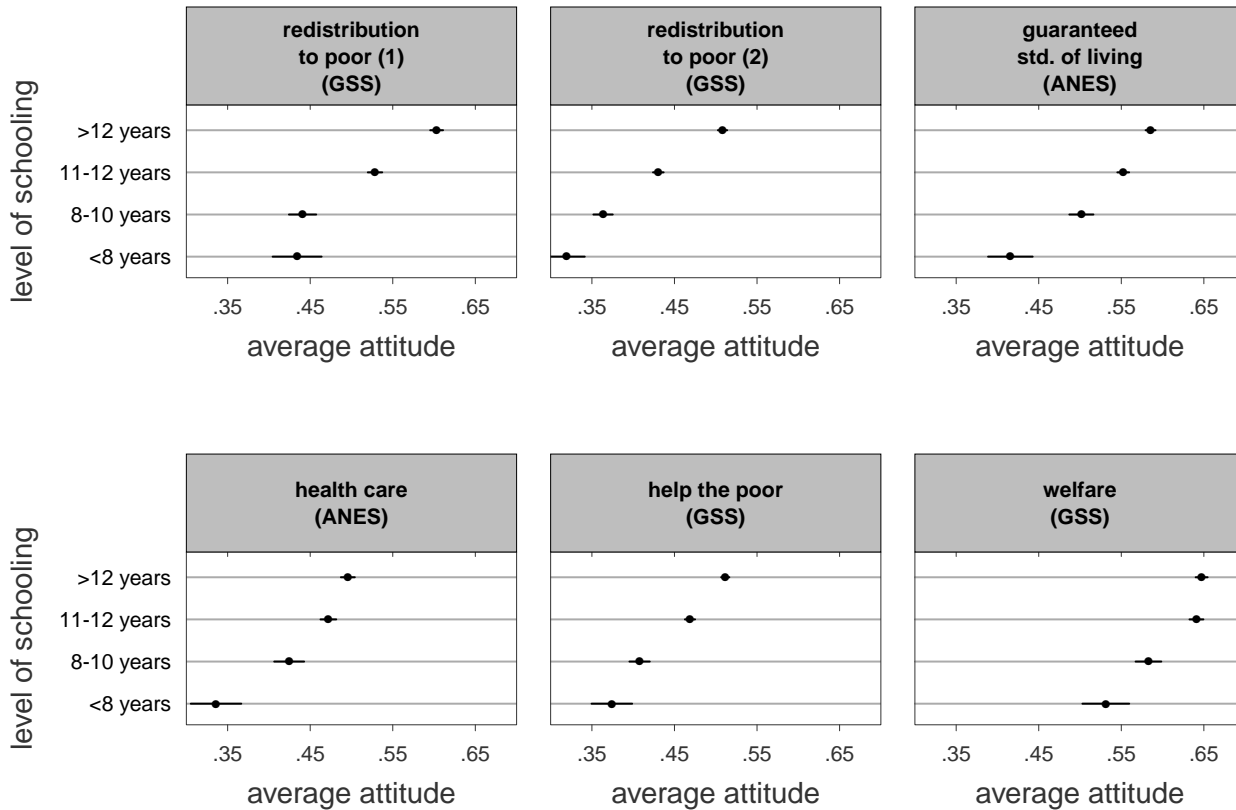 redistribution
to poor (1)
(GSS)
redistribution
to poor (2)
(GSS)
guaranteed
std. of living
(ANES)
level of schooling
>12 years
11-12 years
8-10 years
<8 years
.35 .45 .55 .65
.35 .45 .55 .65
.35 .45 .55 .65
average attitude
average attitude
average attitude
health care
(ANES)
help the poor
(GSS)
welfare
(GSS)
level of schooling
>12 years
11-12 years
8-10 years
<8 years
.35 .45 .55 .65
.35 .45 .55 .65
.35 .45 .55 .65
average attitude
average attitude
average attitude